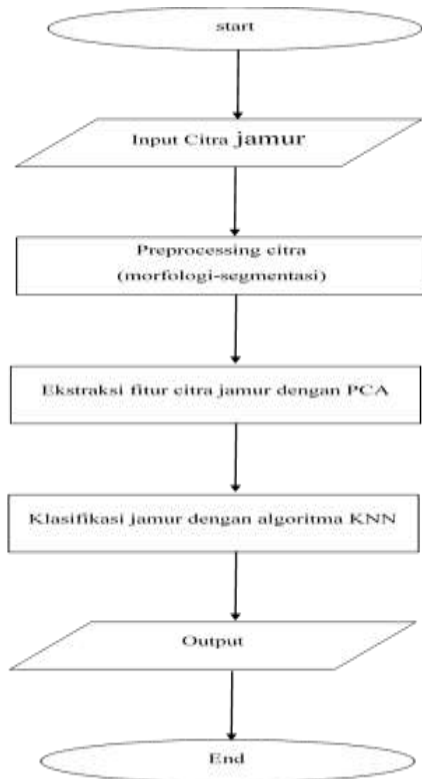 start
Input Citra jamur
Preprocessing citra
(morfologi-segmentasi)
Ekstraksi fitur citra jamur dengan PCA
Klasifikasi jamur dengan algoritma KNN
Output
End